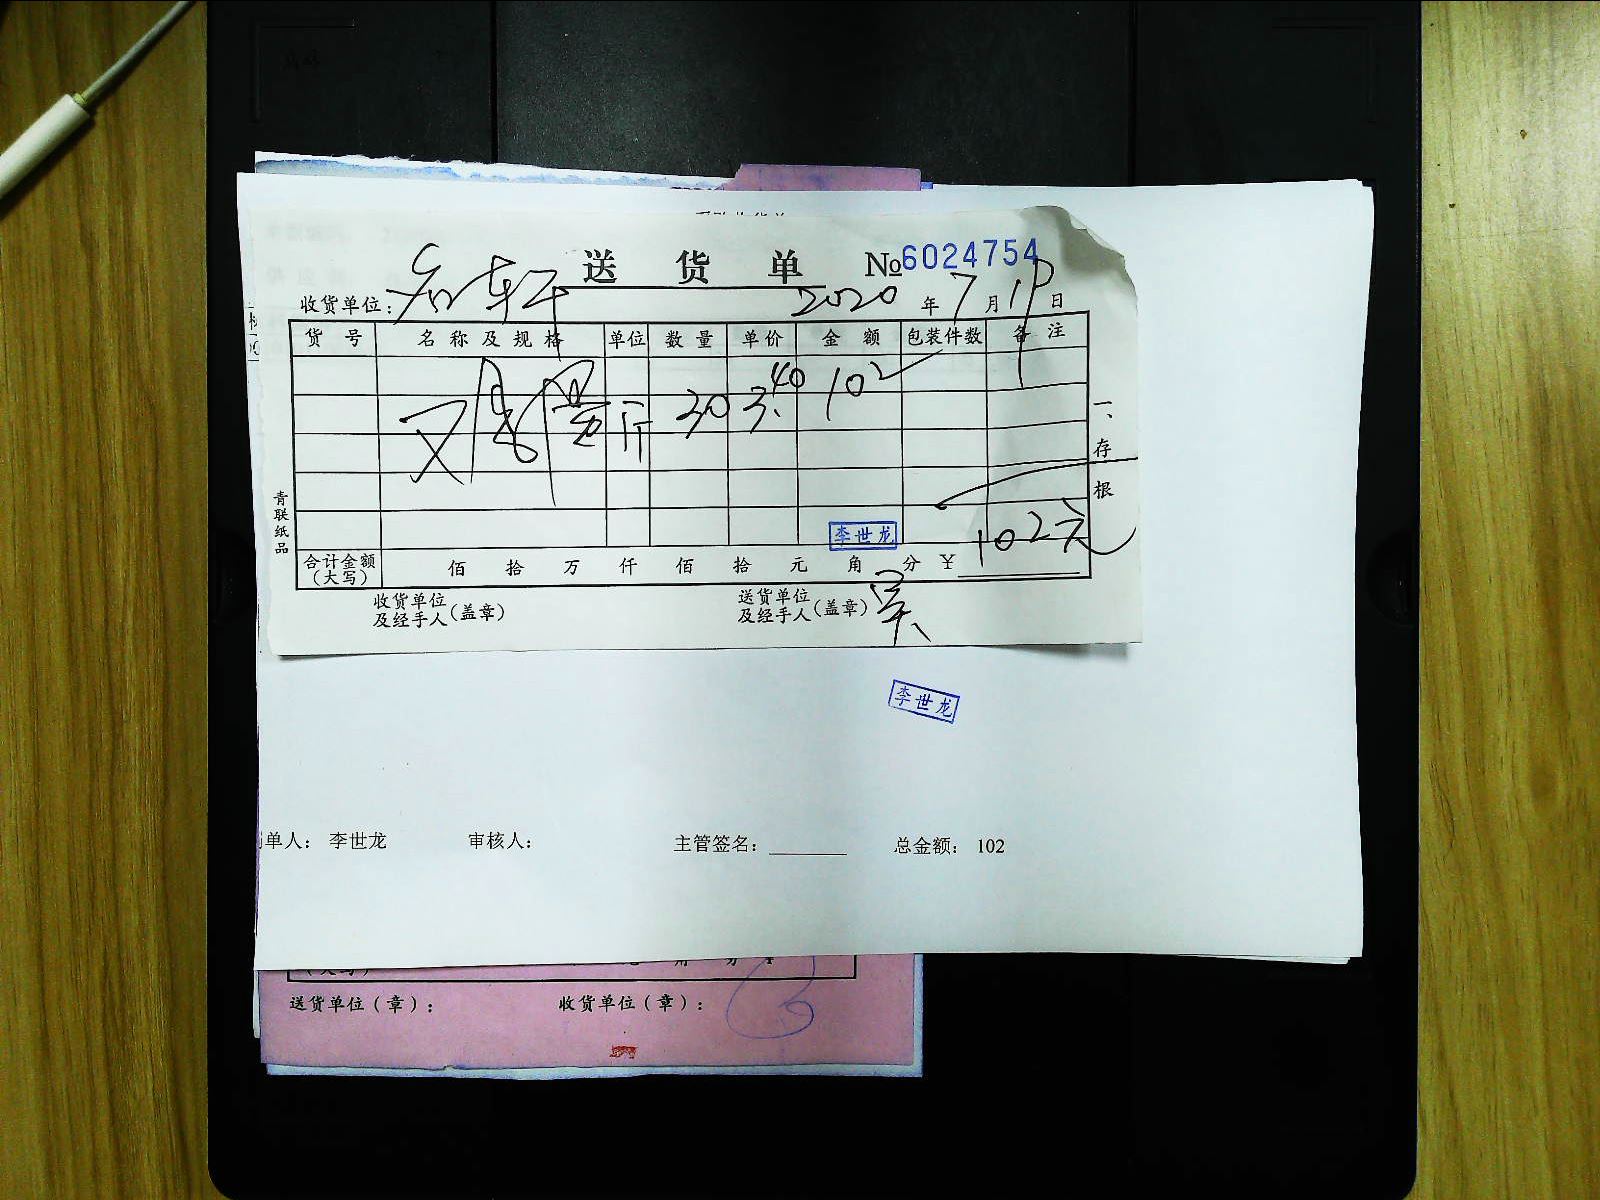 送 货 单 №6024754
收货单位: 2020 年 7 月 19 日
货号 名称及规格 单位 数量 单价 金额 包装件数 备注
斤 30 3.40 102
一、存根
青联纸品
李世龙
102元
合计金额(大写) 佰 拾 万 仟 佰 拾 元 角 分 ¥
收货单位及经手人(盖章) 送货单位及经手人(盖章)
李世龙
单人: 李世龙 审核人: 主管签名: 总金额: 102
角 分 ¥
送货单位(章): 收货单位(章):